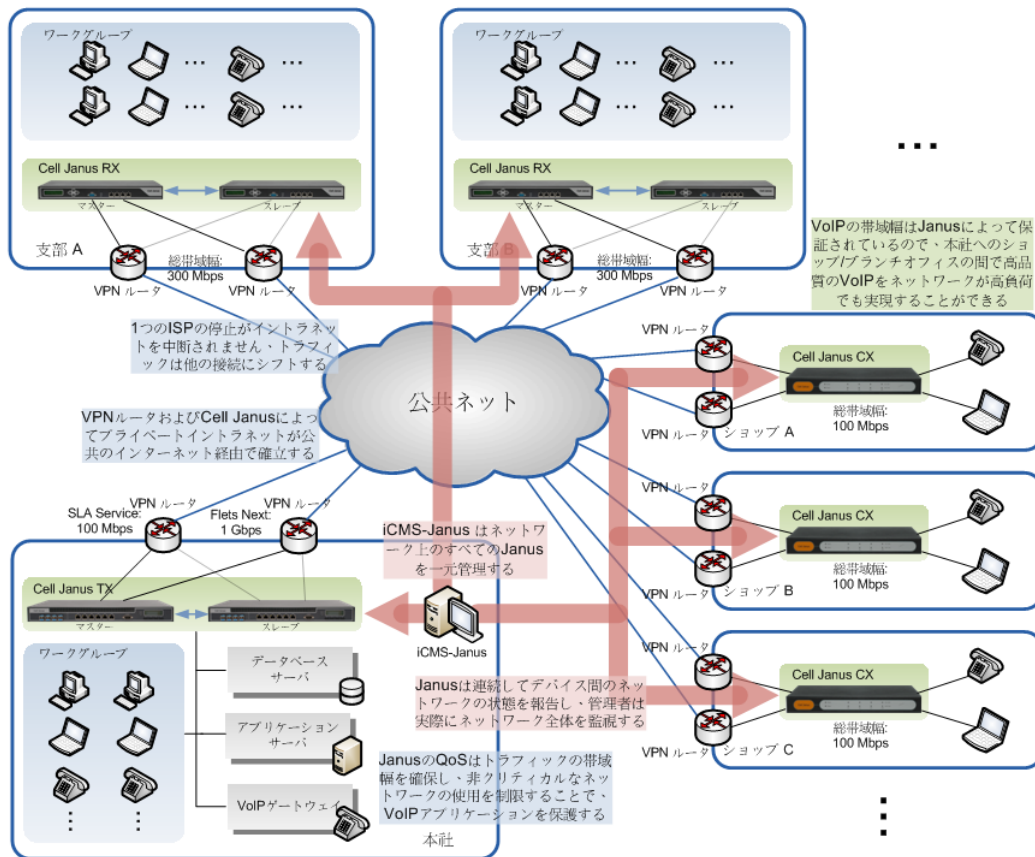 ワークグループ
... ...
... ...
Cell Janus RX
マスター
スレーブ
支部 A
総帯域幅:
300 Mbps
VPN ルータ
VPN ルータ
ワークグループ
... ...
... ...
Cell Janus RX
マスター
スレーブ
支部 B
総帯域幅:
300 Mbps
VPN ルータ
VPN ルータ
...
VoIPの帯域幅はJanusによって保
証されているので、本社へのショ
ップ/ブランチオフィスの間で高品
質のVoIPをネットワークが高負荷
でも実現することができる
1つのISPの停止がイントラネッ
トを中断されません、トラフィ
ックは他の接続にシフトする
公共ネット
VPNルータおよびCell Janusによっ
てプライベートイントラネットが公
共のインターネット経由で確立する
VPN ルータ
Cell Janus CX
総帯域幅:
100 Mbps
VPN ルータ
ショップ A
VPN ルータ
Cell Janus CX
総帯域幅:
100 Mbps
VPN ルータ
ショップ B
VPN ルータ
Cell Janus CX
総帯域幅:
100 Mbps
VPN ルータ
ショップ C
SLA Service:
100 Mbps
VPN ルータ
Flets Next:
1 Gbps
VPN ルータ
iCMS-Janus はネットワ
ーク上のすべてのJanus
を一元管理する
Cell Janus TX
マスター
スレーブ
iCMS-Janus
ワークグループ
データベース
サーバ
アプリケーション
サーバ
VoIPゲートウェイ
本社
Janusは連続してデバイス間のネッ
トワークの状態を報告し、管理者は
実際にネットワーク全体を監視する
JanusのQoSはトラフィックの帯域
幅を確保し、非クリティカルなネッ
トワークの使用を制限することで、
VoIPアプリケーションを保護する